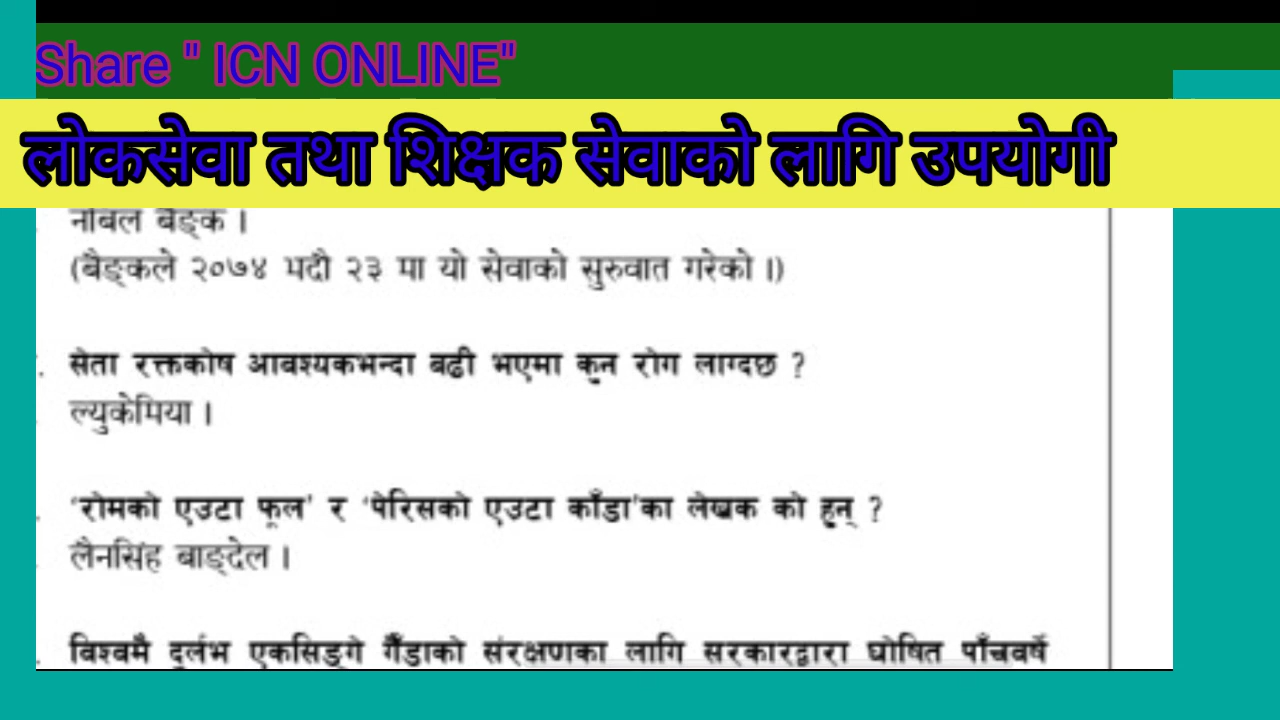 Share " ICN ONLINE"
लोकसेवा तथा शिक्षक सेवाको लागि उपयोगी
नबिल बैङ्क ।
(बैङ्कले २०७४ भदौ २३ मा यो सेवाको सुरुवात गरेको ।)
सेता रक्तकोष आवश्यकभन्दा बढी भएमा कुन रोग लाग्दछ ?
ल्युकेमिया ।
‘रोमको एउटा फूल’ र ‘पेरिसको एउटा काँडा’का लेखक को हुन् ?
लैनसिंह बाङ्देल ।
विश्वमै दुर्लभ एकसिङ्गे गैँडाको संरक्षणका लागि सरकारद्वारा घोषित पाँचवर्षे